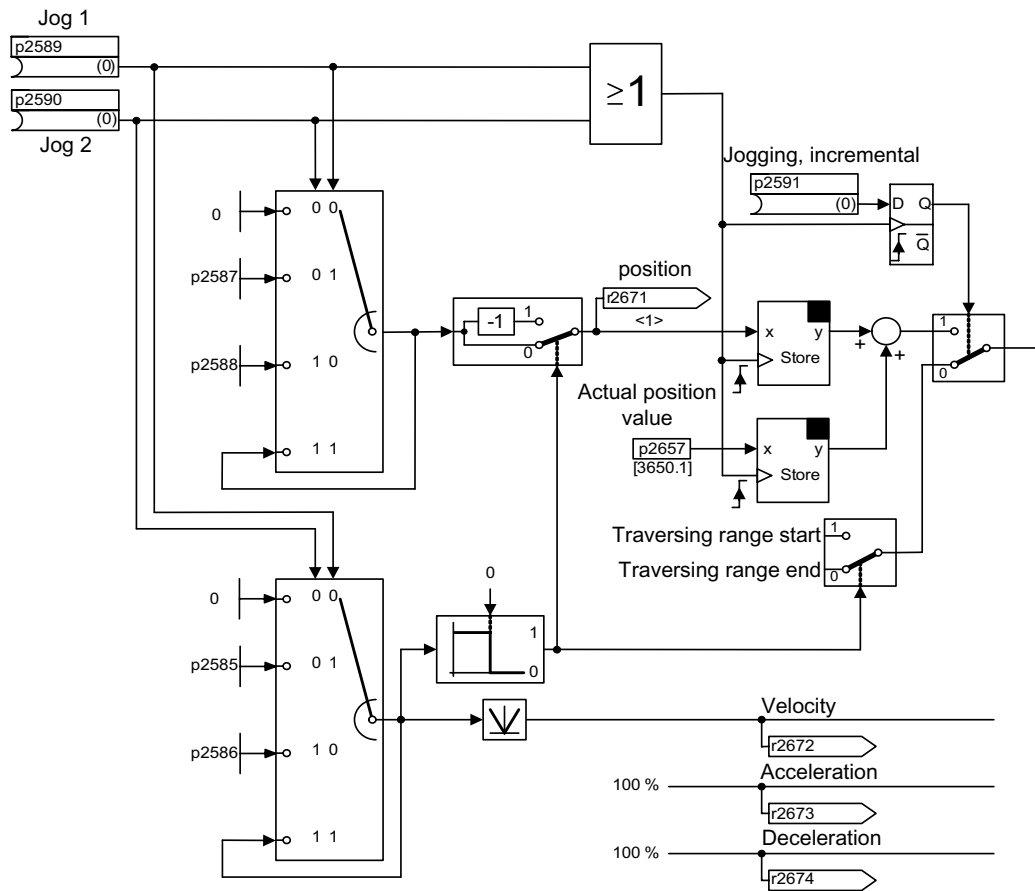 Jog 1
p2589
(0)
p2590
(0)
Jog 2
≥1
Jogging, incremental
p2591
(0)
D Q
Q̅
0
0 0
p2587
0 1
p2588
1 0
1 1
-1
1
0
position
r2671
<1>
x y
Store
+
+
1
0
Actual position
value
p2657
[3650.1]
x y
Store
Traversing range start
1
Traversing range end
0
0
0 0
p2585
0 1
p2586
1 0
1 1
0
1
0
Velocity
r2672
100 %
Acceleration
r2673
100 %
Deceleration
r2674